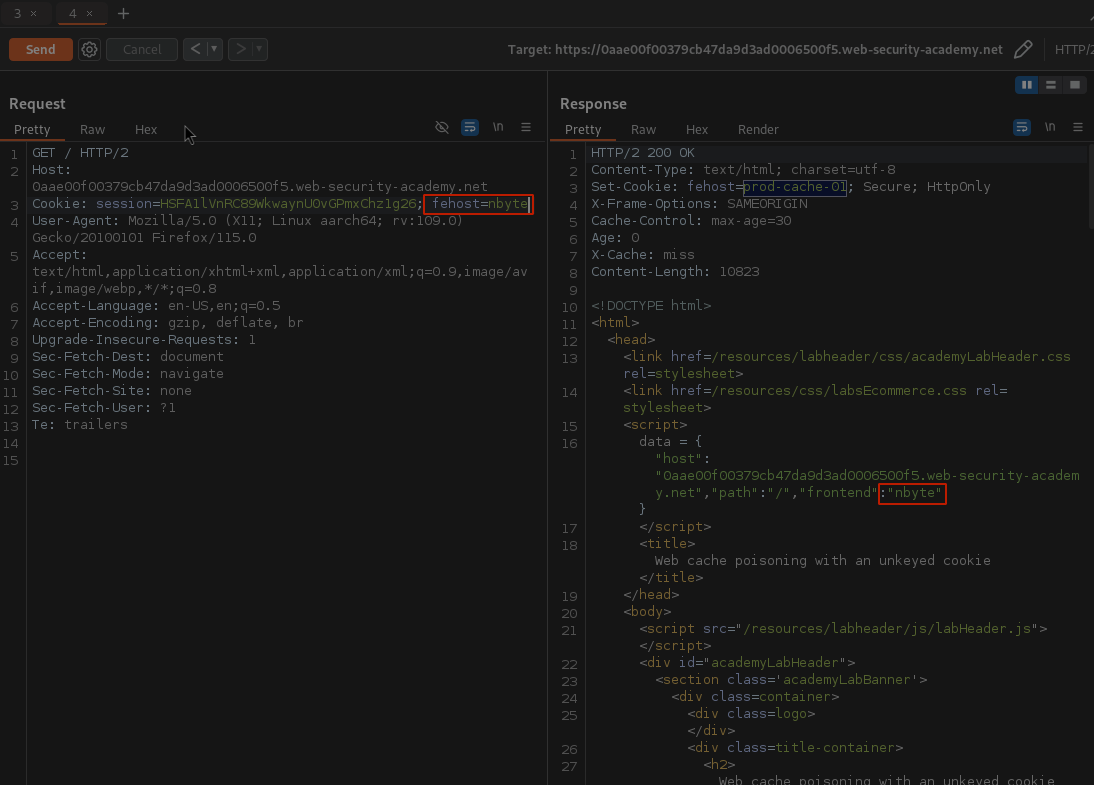 3 × 4 × +
Send Cancel < > Target: https://0aae00f00379cb47da9d3ad0006500f5.web-security-academy.net HTTP/2
Request
Pretty Raw Hex \n
1 GET / HTTP/2
2 Host:
0aae00f00379cb47da9d3ad0006500f5.web-security-academy.net
3 Cookie: session=HSFA1lVnRC89WkwaynUOvGPmxChz1g26; fehost=nbyte
4 User-Agent: Mozilla/5.0 (X11; Linux aarch64; rv:109.0)
Gecko/20100101 Firefox/115.0
5 Accept:
text/html,application/xhtml+xml,application/xml;q=0.9,image/av
if,image/webp,*/*;q=0.8
6 Accept-Language: en-US,en;q=0.5
7 Accept-Encoding: gzip, deflate, br
8 Upgrade-Insecure-Requests: 1
9 Sec-Fetch-Dest: document
10 Sec-Fetch-Mode: navigate
11 Sec-Fetch-Site: none
12 Sec-Fetch-User: ?1
13 Te: trailers
14
15
Response
Pretty Raw Hex Render \n
1 HTTP/2 200 OK
2 Content-Type: text/html; charset=utf-8
3 Set-Cookie: fehost=prod-cache-01; Secure; HttpOnly
4 X-Frame-Options: SAMEORIGIN
5 Cache-Control: max-age=30
6 Age: 0
7 X-Cache: miss
8 Content-Length: 10823
9
10 <!DOCTYPE html>
11 <html>
12 <head>
13 <link href=/resources/labheader/css/academyLabHeader.css
rel=stylesheet>
14 <link href=/resources/css/labsEcommerce.css rel=
stylesheet>
15 <script>
16 data = {
"host":
"0aae00f00379cb47da9d3ad0006500f5.web-security-academ
y.net","path":"/","frontend":"nbyte"
}
17 </script>
18 <title>
Web cache poisoning with an unkeyed cookie
</title>
19 </head>
20 <body>
21 <script src="/resources/labheader/js/labHeader.js">
</script>
22 <div id="academyLabHeader">
23 <section class='academyLabBanner'>
24 <div class=container>
25 <div class=logo>
</div>
26 <div class=title-container>
27 <h2>
Web cache poisoning with an unkeyed cookie